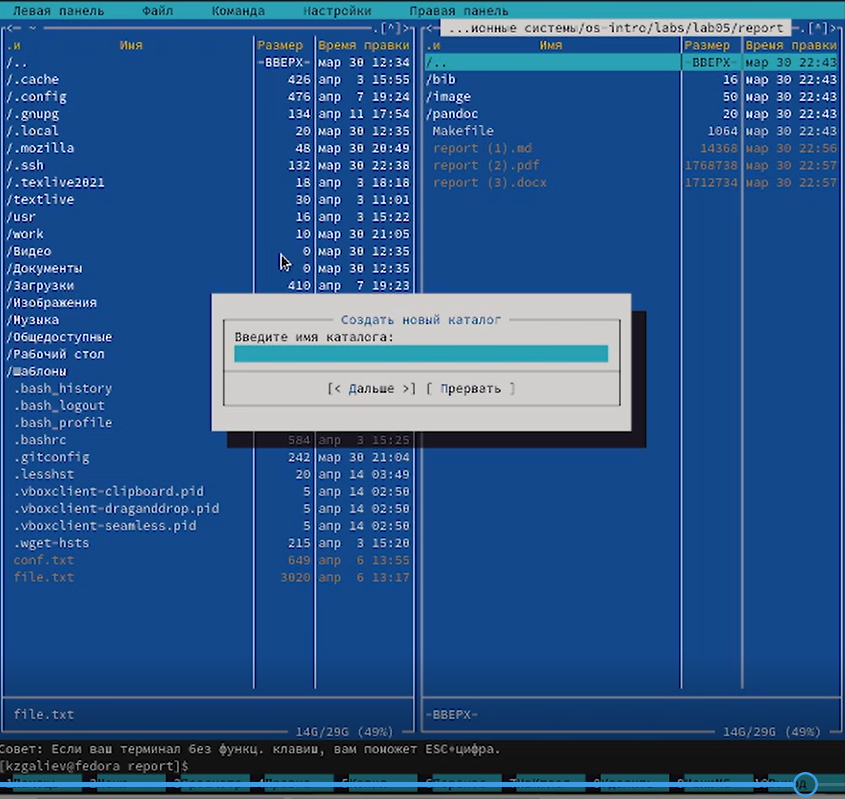 Левая панель Файл Команда Настройки Правая панель
<─ ~ .[^]>
.и Имя Размер Время правки
/.. -ВВЕРХ- мар 30 12:34
/.cache 426 апр 3 15:55
/.config 476 апр 7 19:24
/.gnupg 134 апр 11 17:54
/.local 20 мар 30 12:35
/.mozilla 48 мар 30 20:49
/.ssh 132 мар 30 22:38
/.texlive2021 18 апр 3 18:18
/textlive 30 апр 3 11:01
/usr 16 апр 3 15:22
/work 10 мар 30 21:05
/Видео 0 мар 30 12:35
/Документы 0 мар 30 12:35
/Загрузки 410 апр 7 19:23
/Изображения
/Музыка
/Общедоступные
/Рабочий стол
/Шаблоны
.bash_history
.bash_logout
.bash_profile
.bashrc 584 апр 3 15:25
.gitconfig 242 мар 30 21:04
.lesshst 20 апр 14 03:49
.vboxclient-clipboard.pid 5 апр 14 02:50
.vboxclient-draganddrop.pid 5 апр 14 02:50
.vboxclient-seamless.pid 5 апр 14 02:50
.wget-hsts 215 апр 3 15:20
conf.txt 649 апр 6 13:55
file.txt 3020 апр 6 13:17
file.txt
14G/29G (49%)
<─ ...ионные системы/os-intro/labs/lab05/report .[^]>
.и Имя Размер Время правки
/.. -ВВЕРХ- мар 30 22:43
/bib 16 мар 30 22:43
/image 50 мар 30 22:43
/pandoc 20 мар 30 22:43
Makefile 1064 мар 30 22:43
report (1).md 14368 мар 30 22:56
report (2).pdf 1768738 мар 30 22:57
report (3).docx 1712734 мар 30 22:57
-ВВЕРХ-
14G/29G (49%)
Создать новый каталог
Введите имя каталога:
[< Дальше >] [ Прервать ]
Совет: Если ваш терминал без функц. клавиш, вам поможет ESC+цифра.
[kzgaliev@fedora report]$